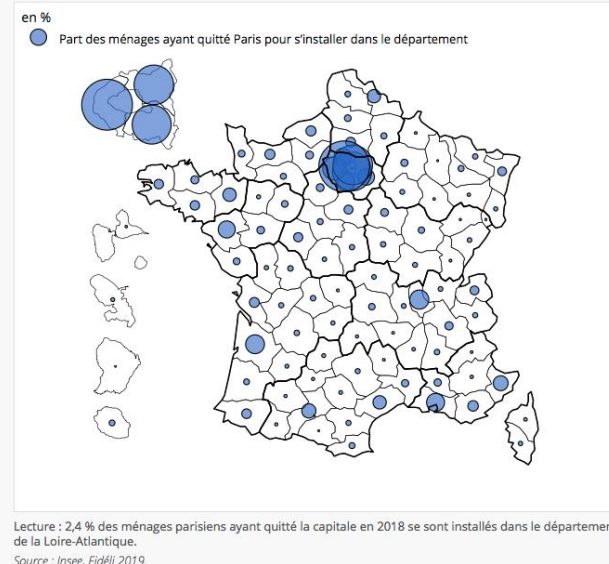 en %
Part des ménages ayant quitté Paris pour s'installer dans le département
Lecture : 2,4 % des ménages parisiens ayant quitté la capitale en 2018 se sont installés dans le départemen
de la Loire-Atlantique.
Source : Insee, Fidéli 2019.